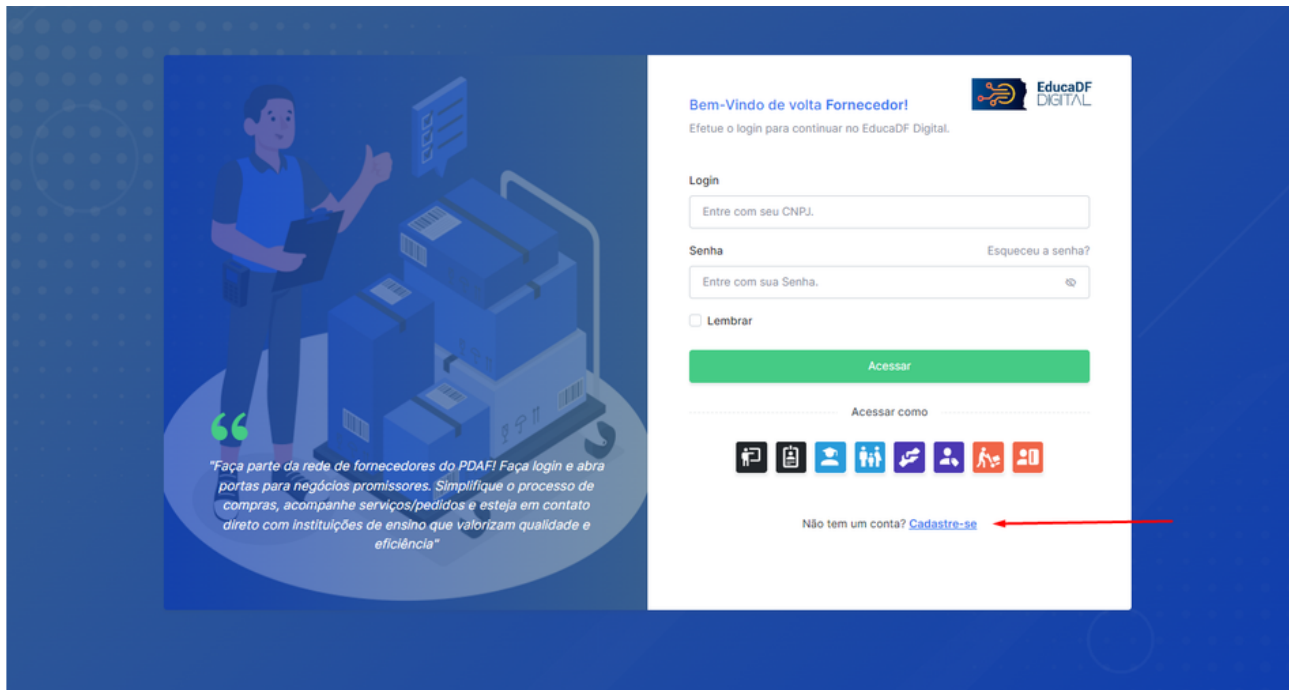 EducaDF
DIGITAL
Bem-Vindo de volta Fornecedor!
Efetue o login para continuar no EducaDF Digital.
Login
Entre com seu CNPJ.
Senha Esqueceu a senha?
Entre com sua Senha.
Lembrar
Acessar
Acessar como
Não tem um conta? Cadastre-se
"Faça parte da rede de fornecedores do PDAF! Faça login e abra
portas para negócios promissores. Simplifique o processo de
compras, acompanhe serviços/pedidos e esteja em contato
direto com instituições de ensino que valorizam qualidade e
eficiência"